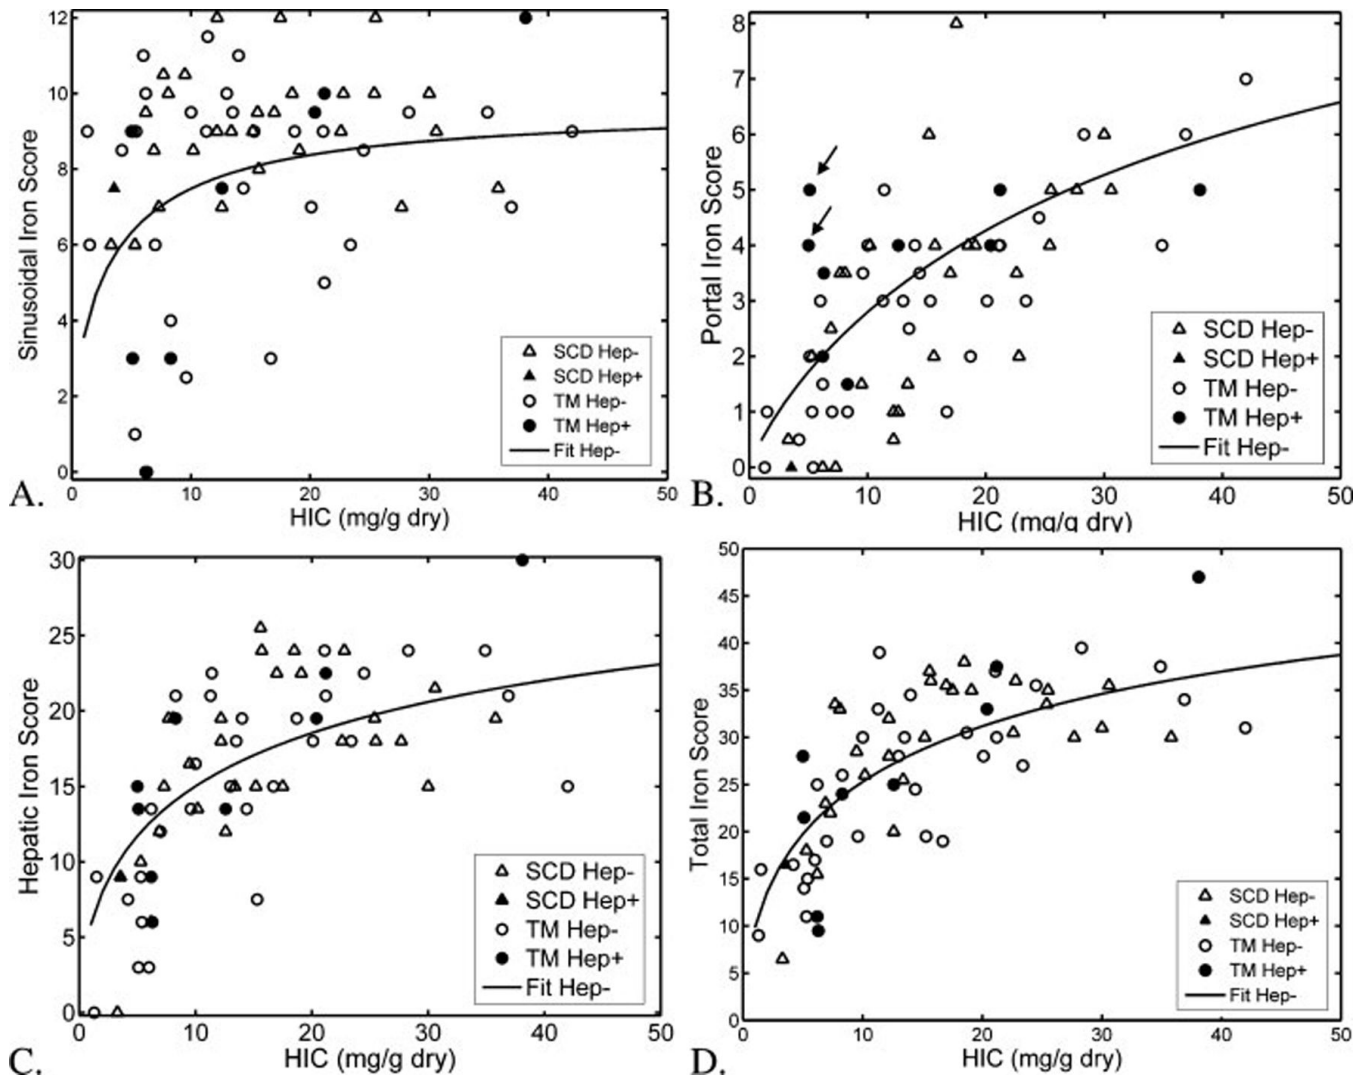 12
10
8
6
4
2
0
Sinusoidal Iron Score
SCD Hep-
SCD Hep+
TM Hep-
TM Hep+
Fit Hep-
0 10 20 30 40 50
HIC (mg/g dry)
A.
8
7
6
5
4
3
2
1
0
Portal Iron Score
SCD Hep-
SCD Hep+
TM Hep-
TM Hep+
Fit Hep-
0 10 20 30 40 50
HIC (mg/g dry)
B.
30
25
20
15
10
5
0
Hepatic Iron Score
SCD Hep-
SCD Hep+
TM Hep-
TM Hep+
Fit Hep-
0 10 20 30 40 50
HIC (mg/g dry)
C.
50
45
40
35
30
25
20
15
10
5
0
Total Iron Score
SCD Hep-
SCD Hep+
TM Hep-
TM Hep+
Fit Hep-
0 10 20 30 40 50
HIC (mg/g dry)
D.